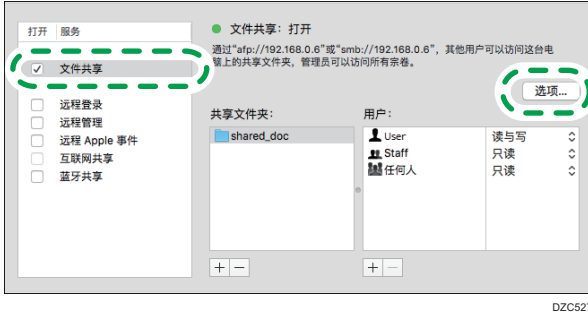 打开 服务
文件共享
远程登录
远程管理
远程 Apple 事件
互联网共享
蓝牙共享
文件共享：打开
通过“afp://192.168.0.6”或“smb://192.168.0.6”，其他用户可以访问这台电
脑上的共享文件夹，管理员可以访问所有宗卷。
选项...
共享文件夹：
shared_doc
用户：
User 读与写
Staff 只读
任何人 只读
DZC527